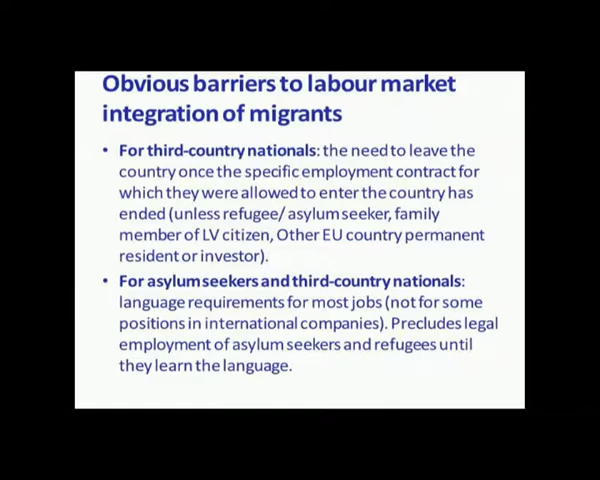 Obvious barriers to labour market
integration of migrants
• For third-country nationals: the need to leave the
country once the specific employment contract for
which they were allowed to enter the country has
ended (unless refugee/ asylum seeker, family
member of LV citizen, Other EU country permanent
resident or investor).
• For asylum seekers and third-country nationals:
language requirements for most jobs (not for some
positions in international companies). Precludes legal
employment of asylum seekers and refugees until
they learn the language.